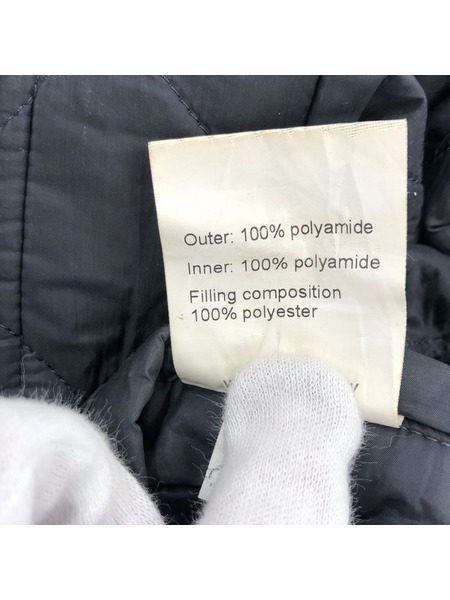 Outer: 100% polyamide
Inner: 100% polyamide
Filling composition
100% polyester